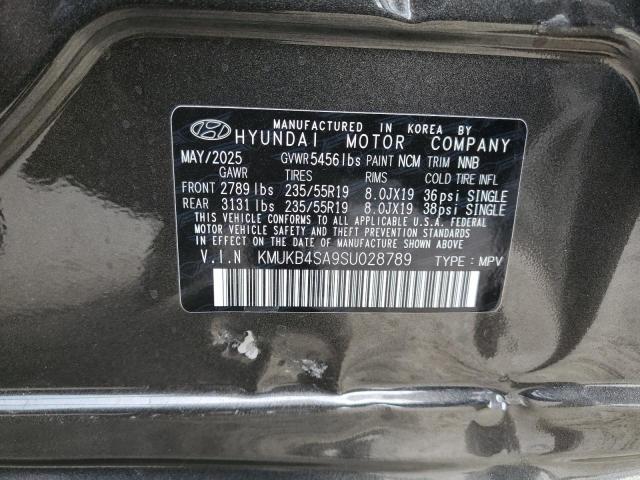 MANUFACTURED IN KOREA BY
HYUNDAI MOTOR COMPANY
MAY/2025 GVWR 5456lbs PAINT NCM TRIM NNB
GAWR TIRES RIMS COLD TIRE INFL
FRONT 2789 lbs 235/55R19 8.0JX19 36psi SINGLE
REAR 3131 lbs 235/55R19 8.0JX19 38psi SINGLE
THIS VEHICLE CONFORMS TO ALL APPLICABLE U.S. FEDERAL
MOTOR VEHICLE SAFETY, BUMPER, AND THEFT PREVENTION STANDARDS
IN EFFECT ON THE DATE OF MANUFACTURE SHOWN ABOVE.
V.I.N KMUKB4SA9SU028789 TYPE : MPV